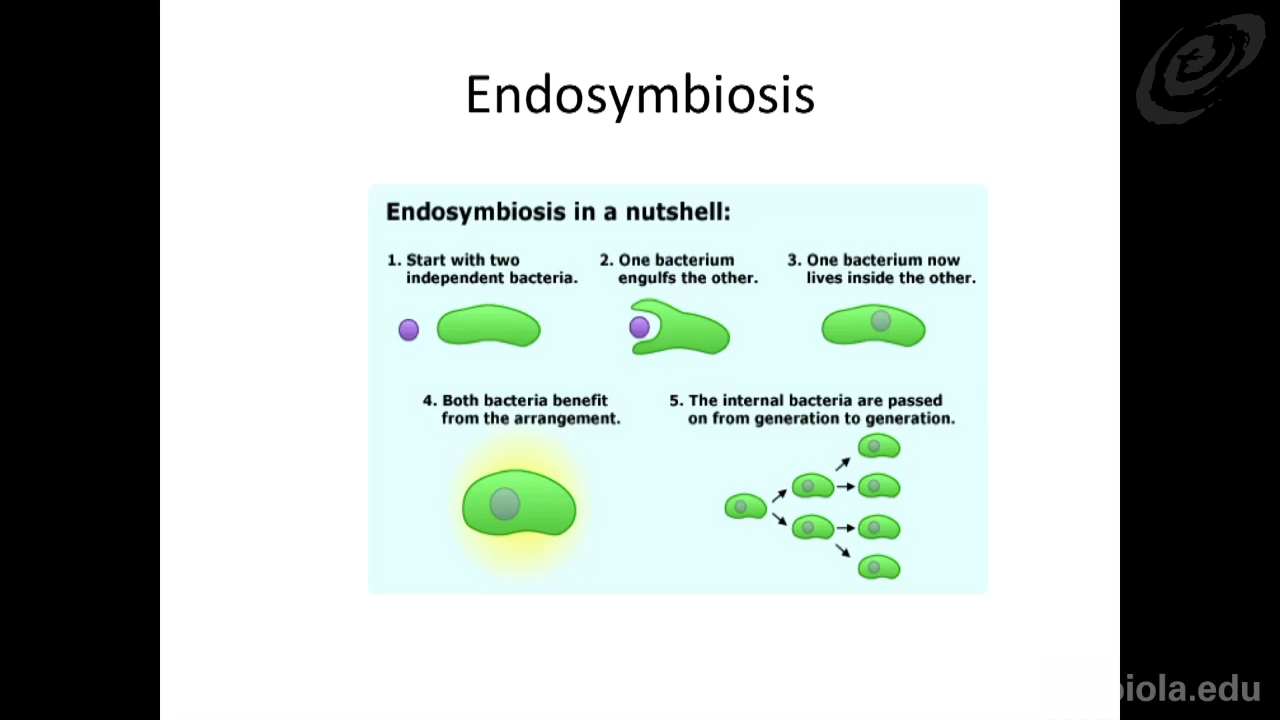 Endosymbiosis
Endosymbiosis in a nutshell:
1. Start with two
independent bacteria.
2. One bacterium
engulfs the other.
3. One bacterium now
lives inside the other.
4. Both bacteria benefit
from the arrangement.
5. The internal bacteria are passed
on from generation to generation.
biola.edu